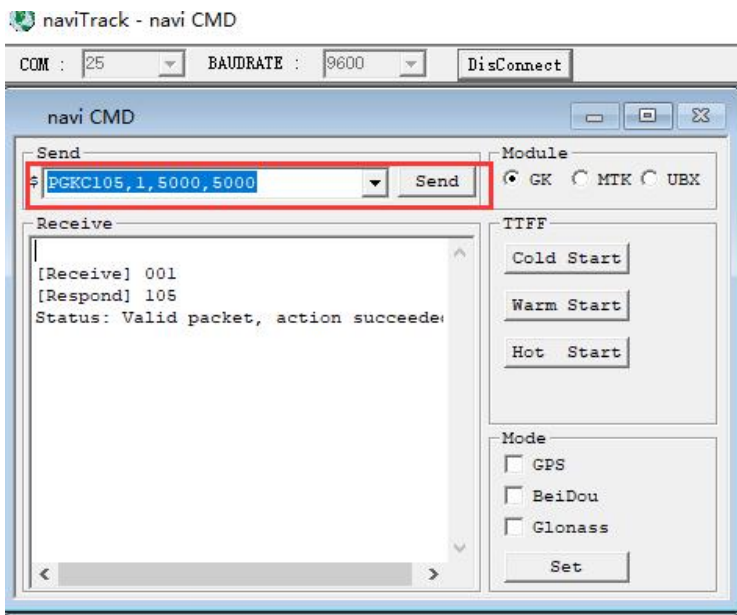 naviTrack - navi CMD
COM : 25 BAUDRATE : 9600 DisConnect
navi CMD
Send
$ PGKC105,1,5000,5000 Send
Module
GK MTK UBX
Receive
[Receive] 001
[Respond] 105
Status: Valid packet, action succeede
TTFF
Cold Start
Warm Start
Hot Start
Mode
GPS
BeiDou
Glonass
Set